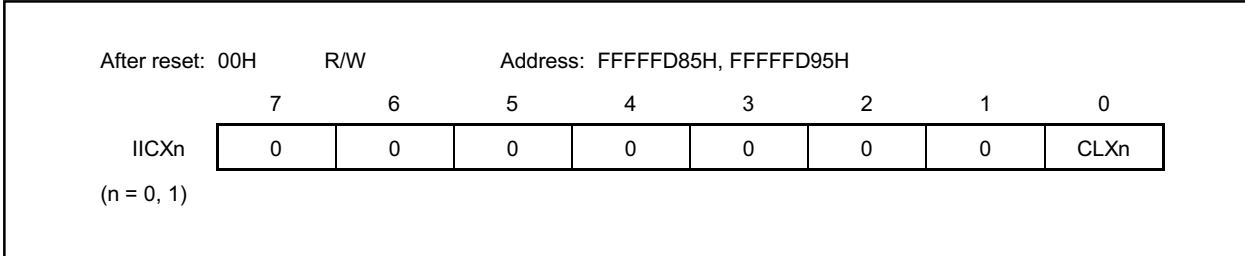 After reset: 00H R/W Address: FFFFFD85H, FFFFFD95H
7 6 5 4 3 2 1 0
IICXn 0 0 0 0 0 0 0 CLXn
(n = 0, 1)